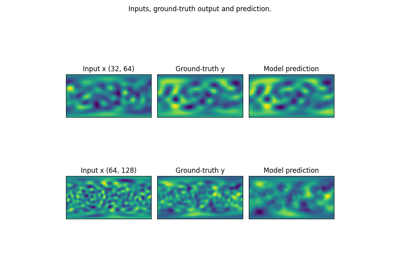 Inputs, ground-truth output and prediction.
Input x (32, 64) Ground-truth y Model prediction
Input x (64, 128) Ground-truth y Model prediction